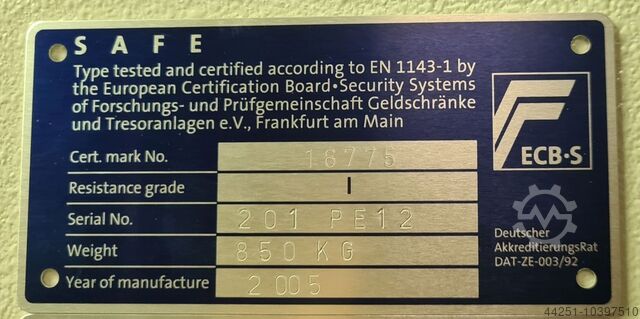 SAFE
Type tested and certified according to EN 1143-1 by
the European Certification Board•Security Systems
of Forschungs- und Prüfgemeinschaft Geldschränke
und Tresoranlagen e.V., Frankfurt am Main
ECB•S
Cert. mark No. 16775
Resistance grade I
Serial No. 201 PE12
Weight 850 KG
Year of manufacture 2005
Deutscher
AkkreditierungsRat
DAT-ZE-003/92
44251-10397510